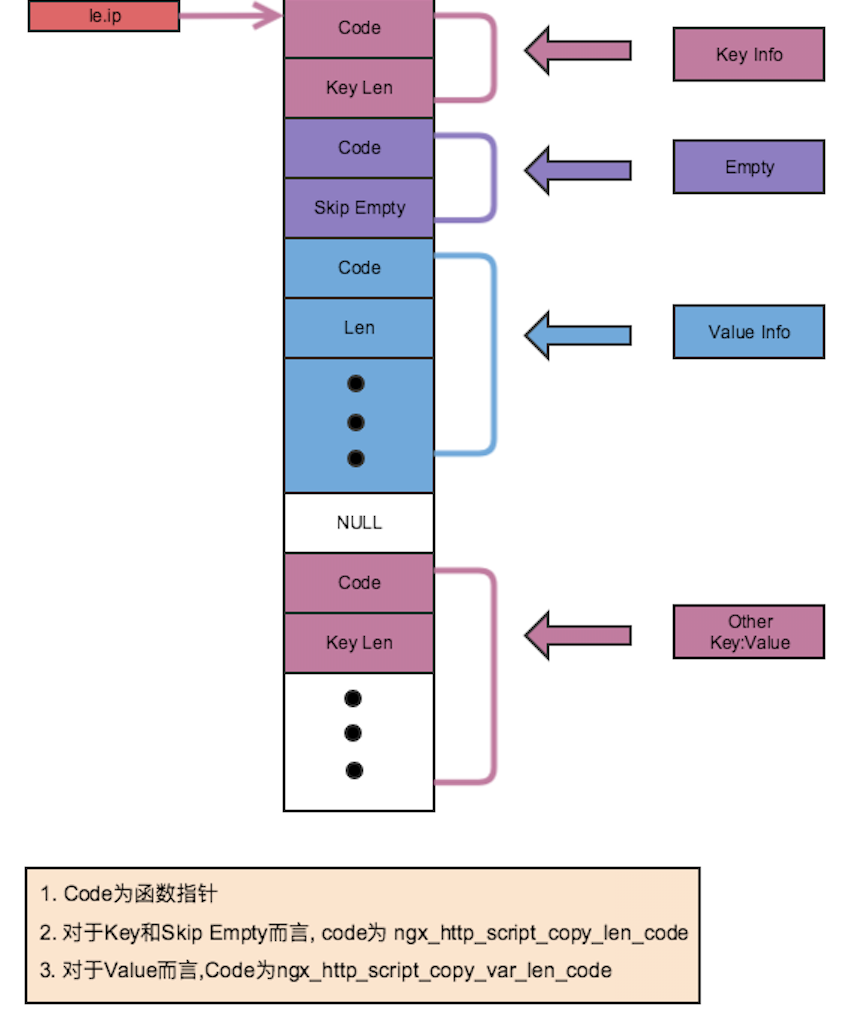 le.ip
Code
Key Info
Key Len
Code
Empty
Skip Empty
Code
Len
Value Info
NULL
Code
Key Len
Other
Key:Value
1. Code为函数指针
2. 对于Key和Skip Empty而言, code为 ngx_http_script_copy_len_code
3. 对于Value而言,Code为ngx_http_script_copy_var_len_code